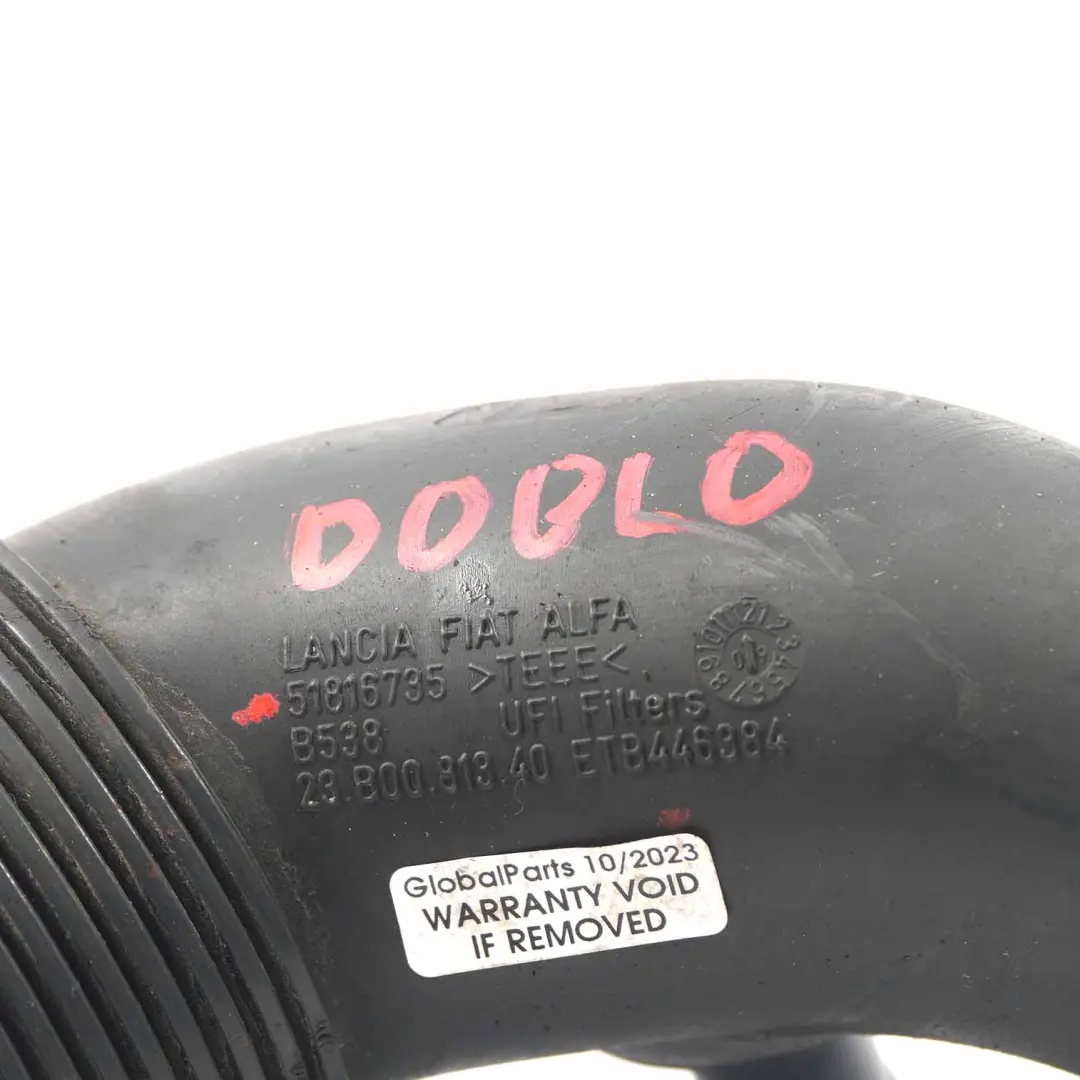 DOBLO
LANCIA FIAT ALFA
51816735 >TEEE<
B538 UFI Filters
23.B00.813.40 ETB446384
GlobalParts 10/2023
WARRANTY VOID
IF REMOVED